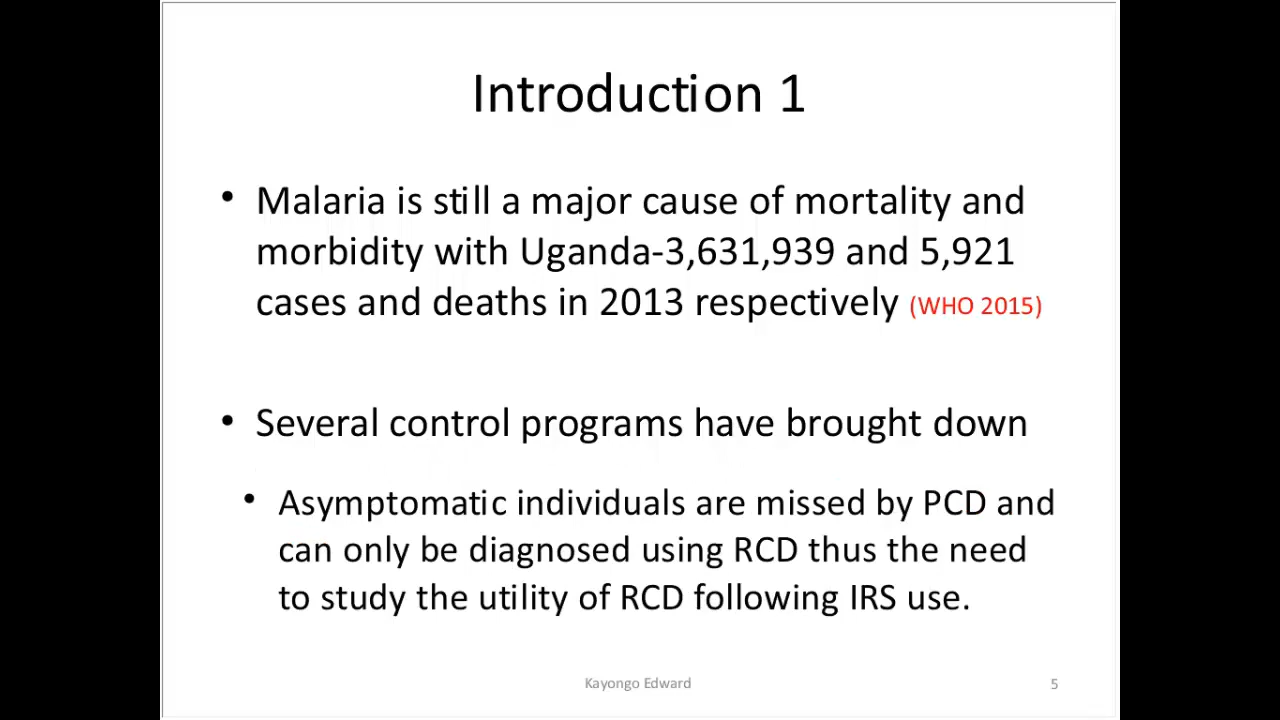 Introduction 1
• Malaria is still a major cause of mortality and
morbidity with Uganda-3,631,939 and 5,921
cases and deaths in 2013 respectively (WHO 2015)
• Several control programs have brought down
• Asymptomatic individuals are missed by PCD and
can only be diagnosed using RCD thus the need
to study the utility of RCD following IRS use.
Kayongo Edward
5